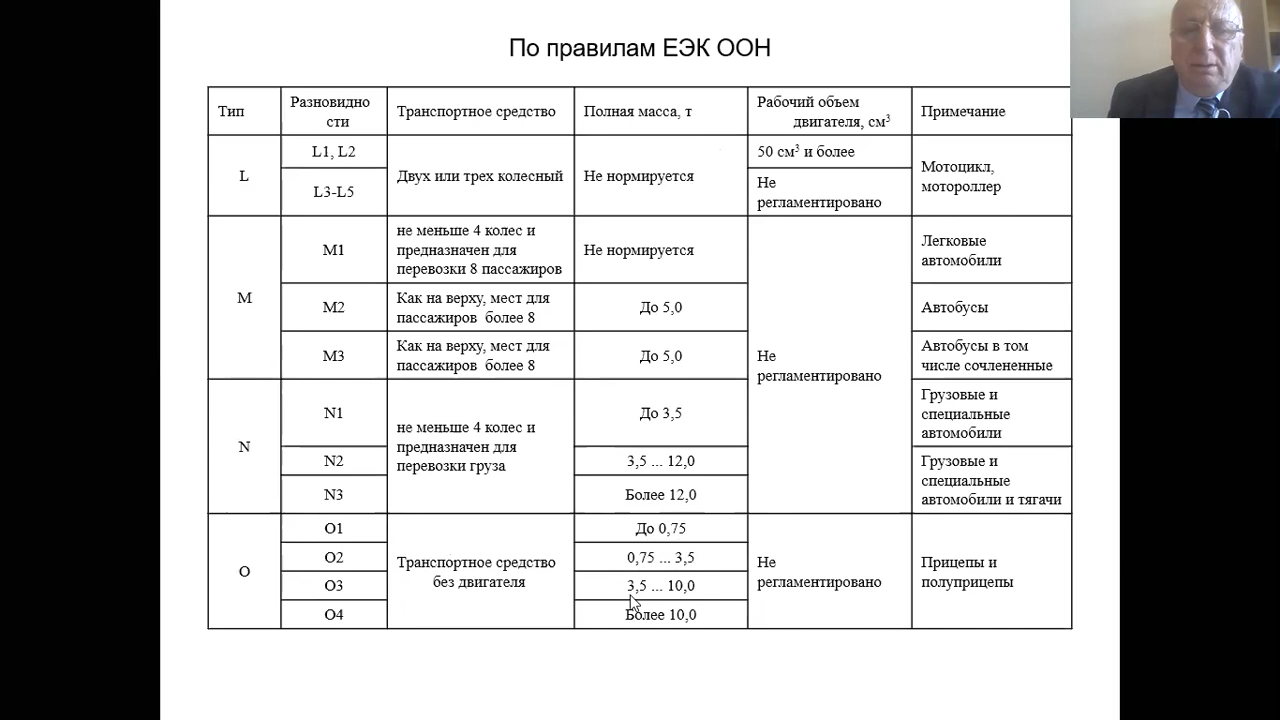 По правилам ЕЭК ООН
Тип
Разновидно
сти
Транспортное средство
Полная масса, т
Рабочий объем
двигателя, см³
Примечание
L
L1, L2
Двух или трех колесный
Не нормируется
50 см³ и более
Мотоцикл,
мотороллер
L3-L5
Не
регламентировано
M
M1
не меньше 4 колес и
предназначен для
перевозки 8 пассажиров
Не нормируется
Не
регламентировано
Легковые
автомобили
M2
Как на верху, мест для
пассажиров более 8
До 5,0
Автобусы
M3
Как на верху, мест для
пассажиров более 8
До 5,0
Автобусы в том
числе сочлененные
N
N1
не меньше 4 колес и
предназначен для
перевозки груза
До 3,5
Грузовые и
специальные
автомобили
N2
3,5 ... 12,0
Грузовые и
специальные
автомобили и тягачи
N3
Более 12,0
O
O1
Транспортное средство
без двигателя
До 0,75
Не
регламентировано
Прицепы и
полуприцепы
O2
0,75 ... 3,5
O3
3,5 ... 10,0
O4
Более 10,0